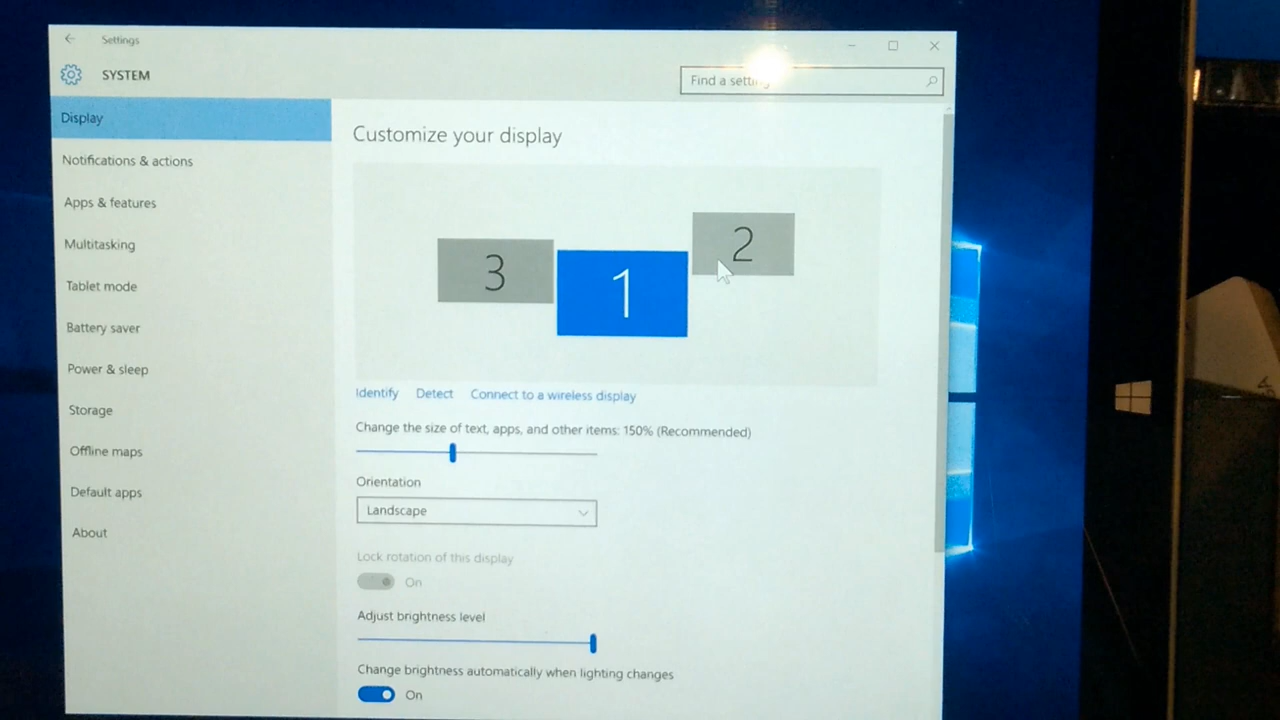 Settings
SYSTEM
Find a setting
Display
Notifications & actions
Apps & features
Multitasking
Tablet mode
Battery saver
Power & sleep
Storage
Offline maps
Default apps
About
Customize your display
3
1
2
Identify Detect Connect to a wireless display
Change the size of text, apps, and other items: 150% (Recommended)
Orientation
Landscape
Lock rotation of this display
On
Adjust brightness level
Change brightness automatically when lighting changes
On